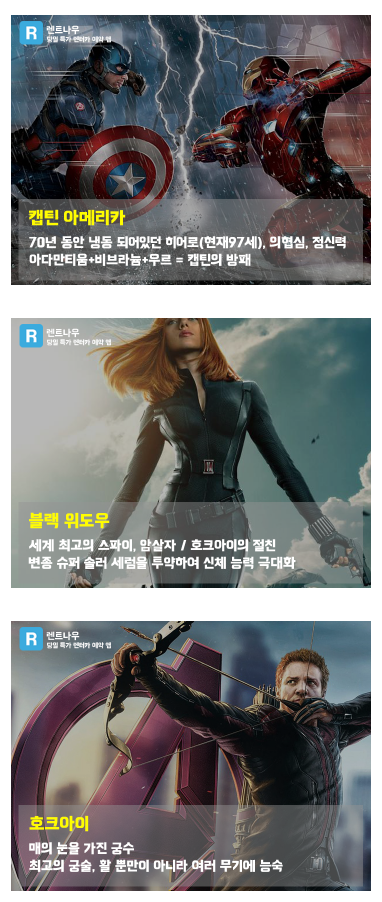 R 렌트나우
당일 특가 렌터카 예약 앱
캡틴 아메리카
70년 동안 냉동 되어있던 히어로(현재97세), 의협심, 정신력
아다만티움+비브라늄+우르 = 캡틴의 방패
R 렌트나우
당일 특가 렌터카 예약 앱
블랙 위도우
세계 최고의 스파이, 암살자 / 호크아이의 절친
변종 슈퍼 솔러 세럼을 투약하여 신체 능력 극대화
R 렌트나우
당일 특가 렌터카 예약 앱
호크아이
매의 눈을 가진 궁수
최고의 궁술, 활 뿐만이 아니라 여러 무기에 능숙